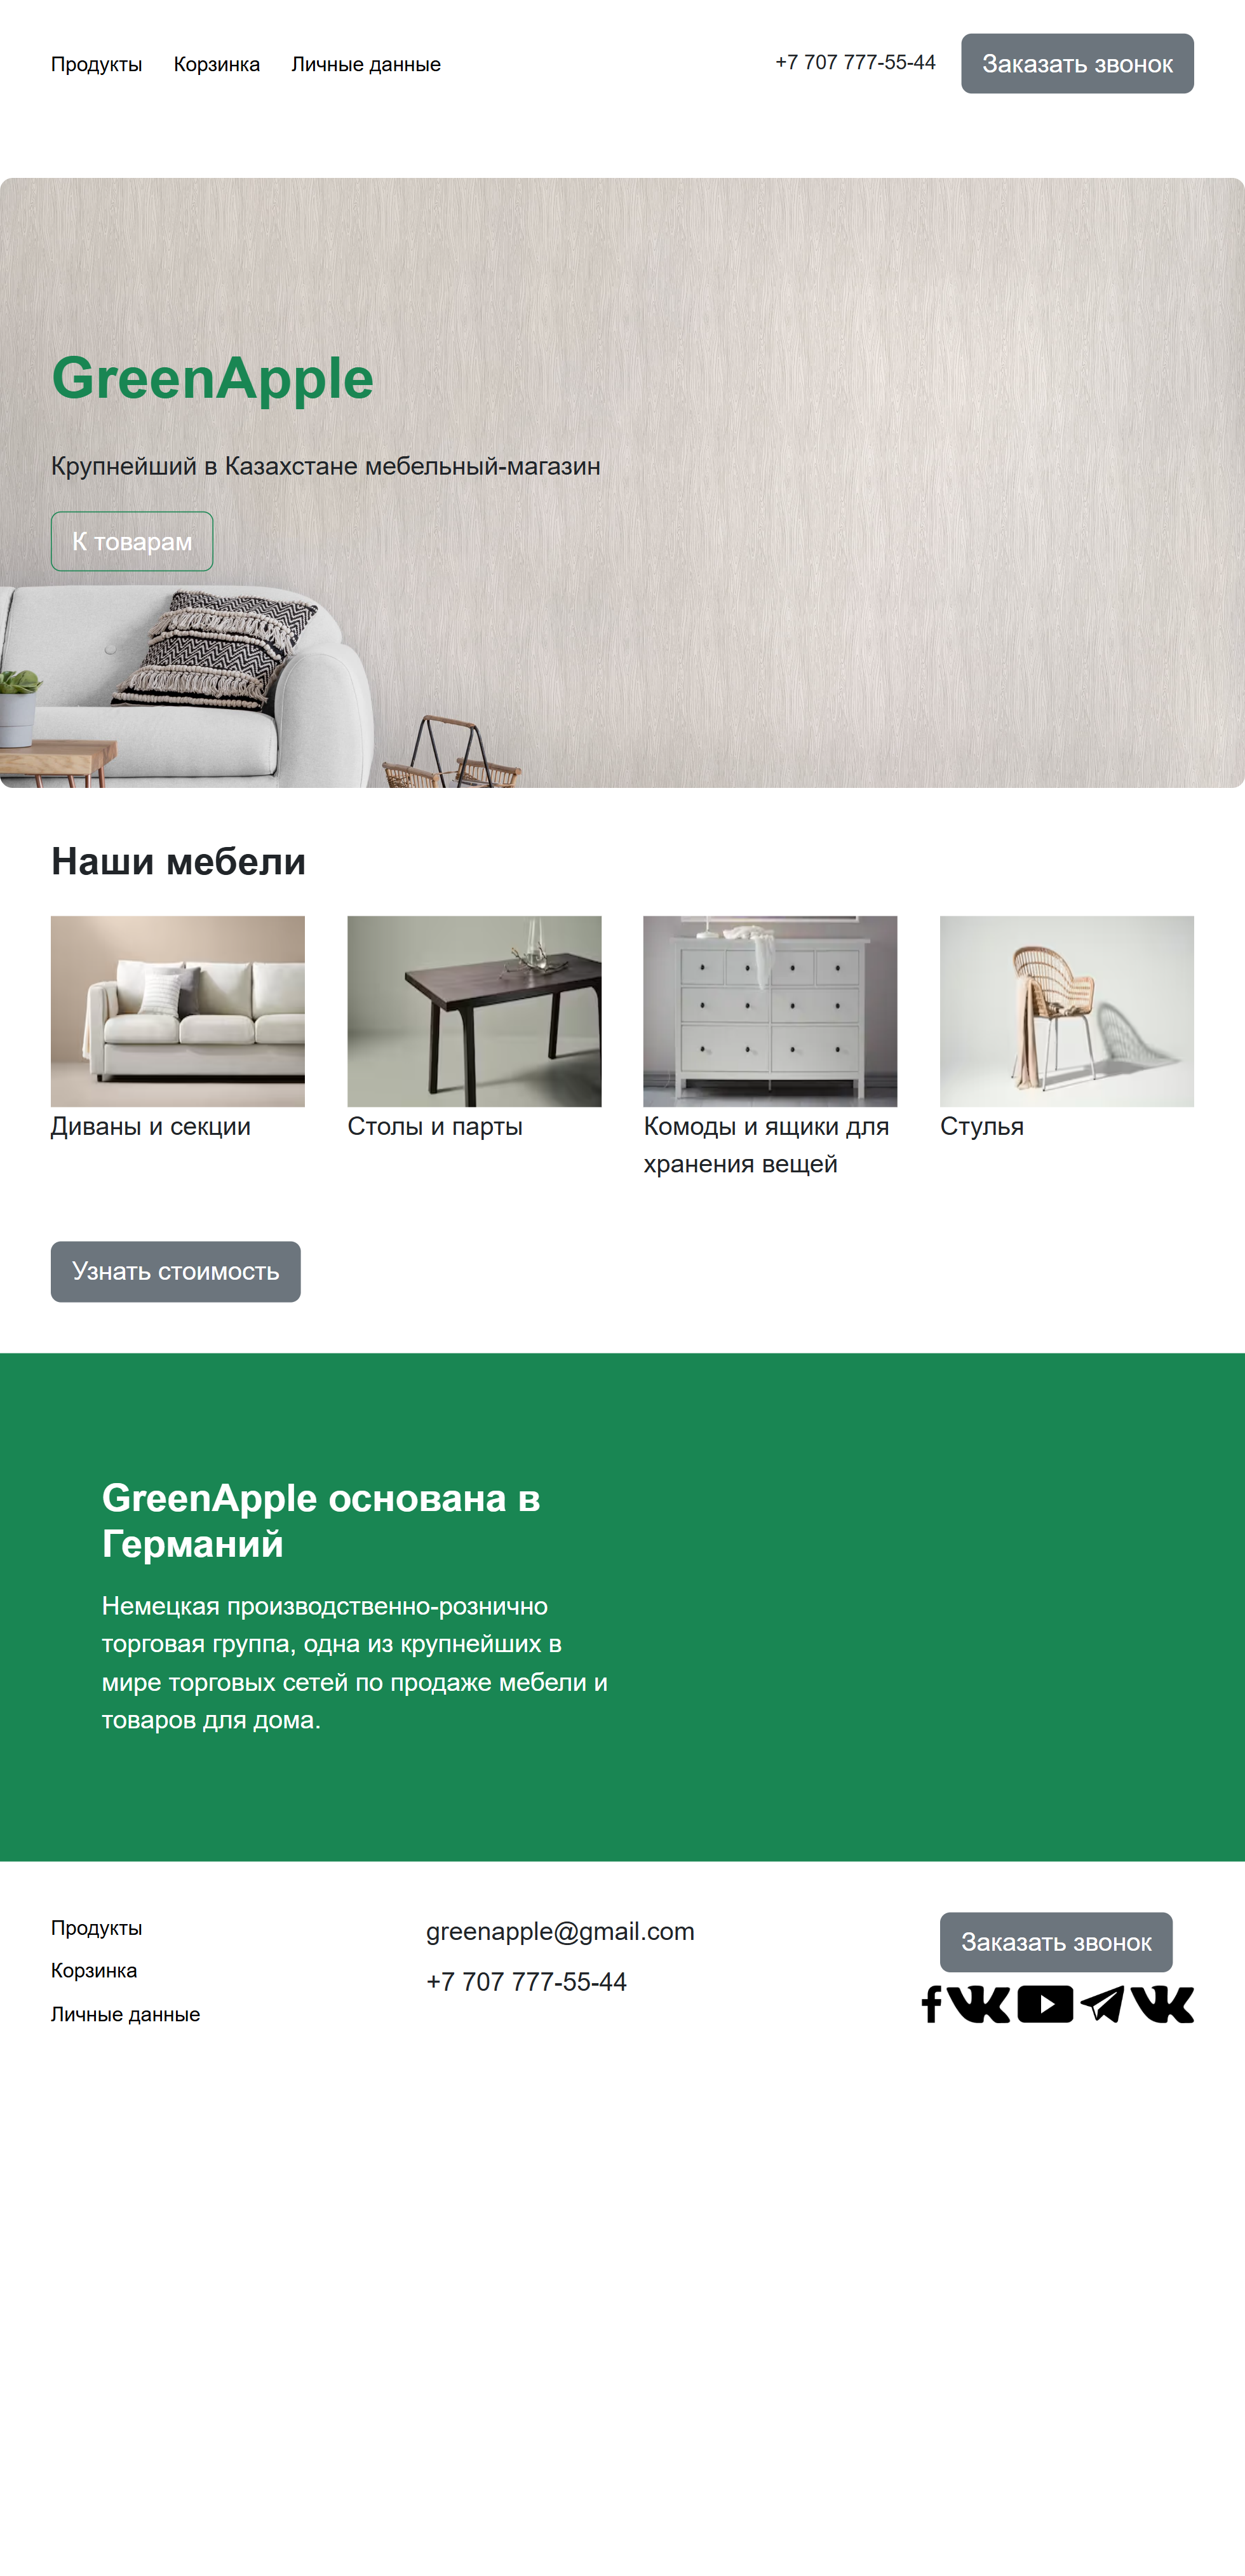 Продукты Корзинка Личные данные +7 707 777-55-44 Заказать звонок
GreenApple
Крупнейший в Казахстане мебельный-магазин
К товарам
Наши мебели
Диваны и секции
Столы и парты
Комоды и ящики для
хранения вещей
Стулья
Узнать стоимость
GreenApple основана в
Германий
Немецкая производственно-рознично
торговая группа, одна из крупнейших в
мире торговых сетей по продаже мебели и
товаров для дома.
Продукты
Корзинка
Личные данные
greenapple@gmail.com
+7 707 777-55-44
Заказать звонок